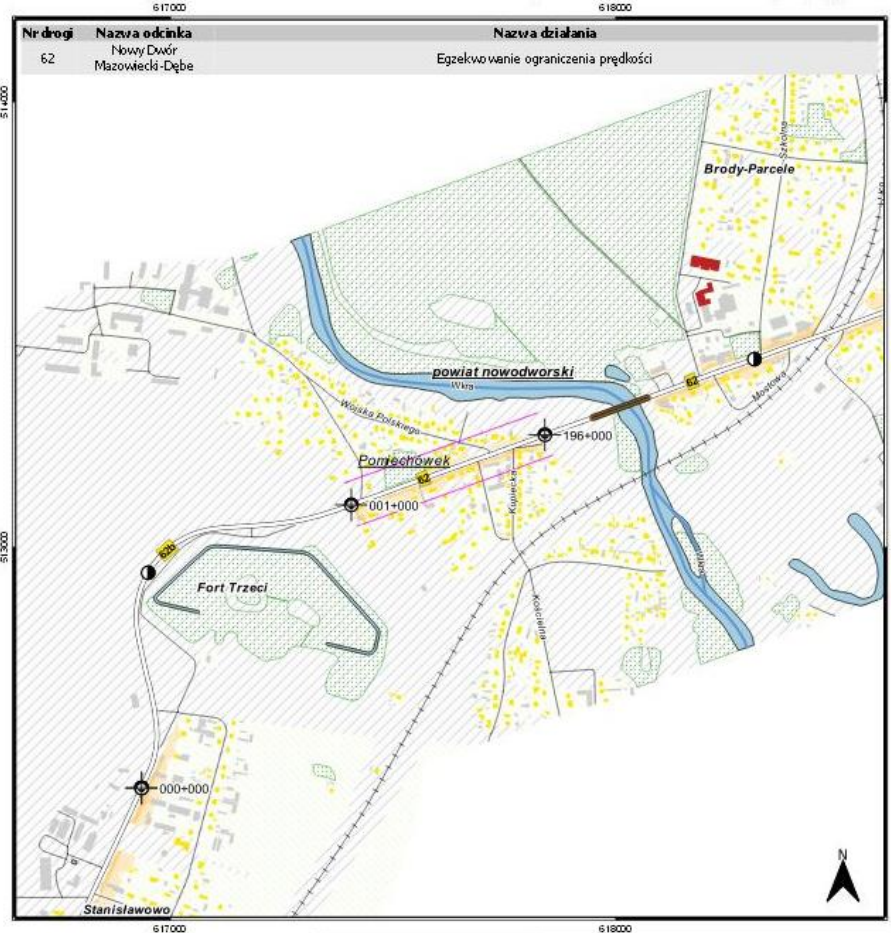 617000
618000
Nr drogi Nazwa odcinka Nazwa działania
62 Nowy Dwór Mazowiecki-Dębe Egzekwowanie ograniczenia prędkości
514000
Szkolna
Brody-Parcele
powiat nowodworski
Wkra
62
Mostowa
Wojska Polskiego
196+000
Pomiechówek
62
Kupiecka
001+000
513000
62b
Fort Trzeci
Kościelna
000+000
N
Stanisławowo
617000
618000